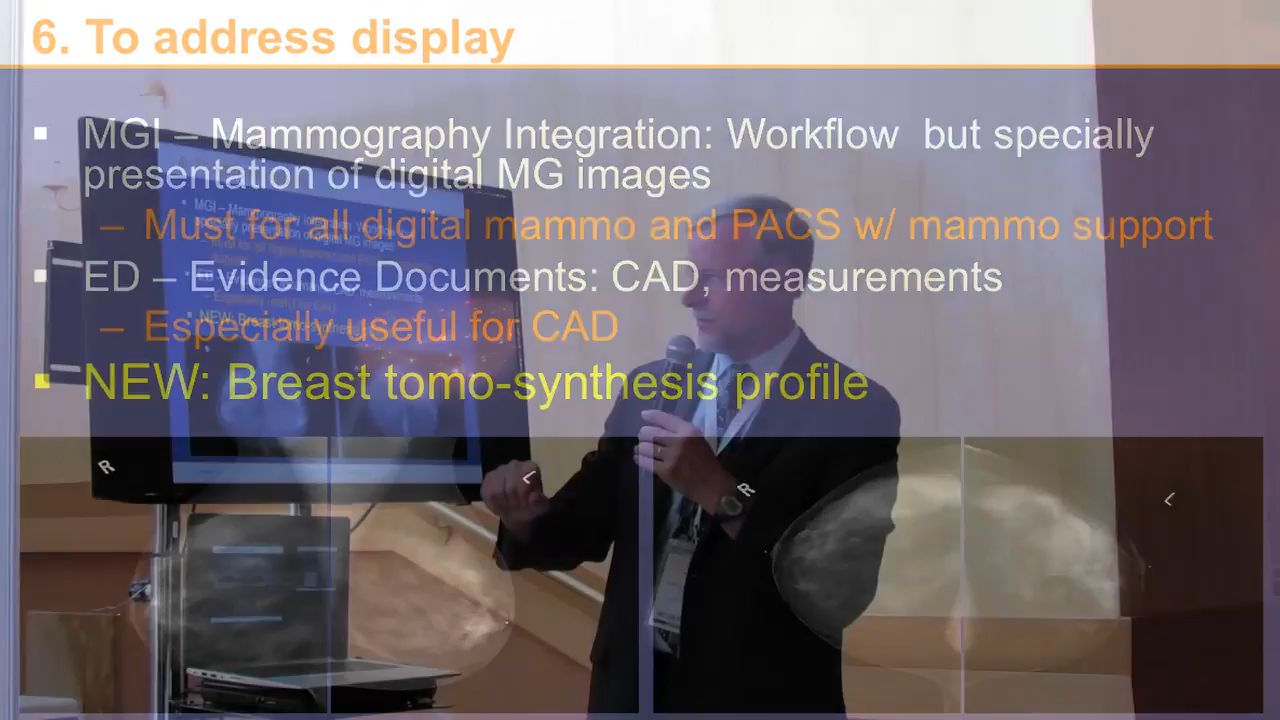 6. To address display
▪ MGI – Mammography Integration: Workflow but specially
presentation of digital MG images
– Must for all digital mammo and PACS w/ mammo support
▪ ED – Evidence Documents: CAD, measurements
– Especially useful for CAD
▪ NEW: Breast tomo-synthesis profile
R
L
R
L